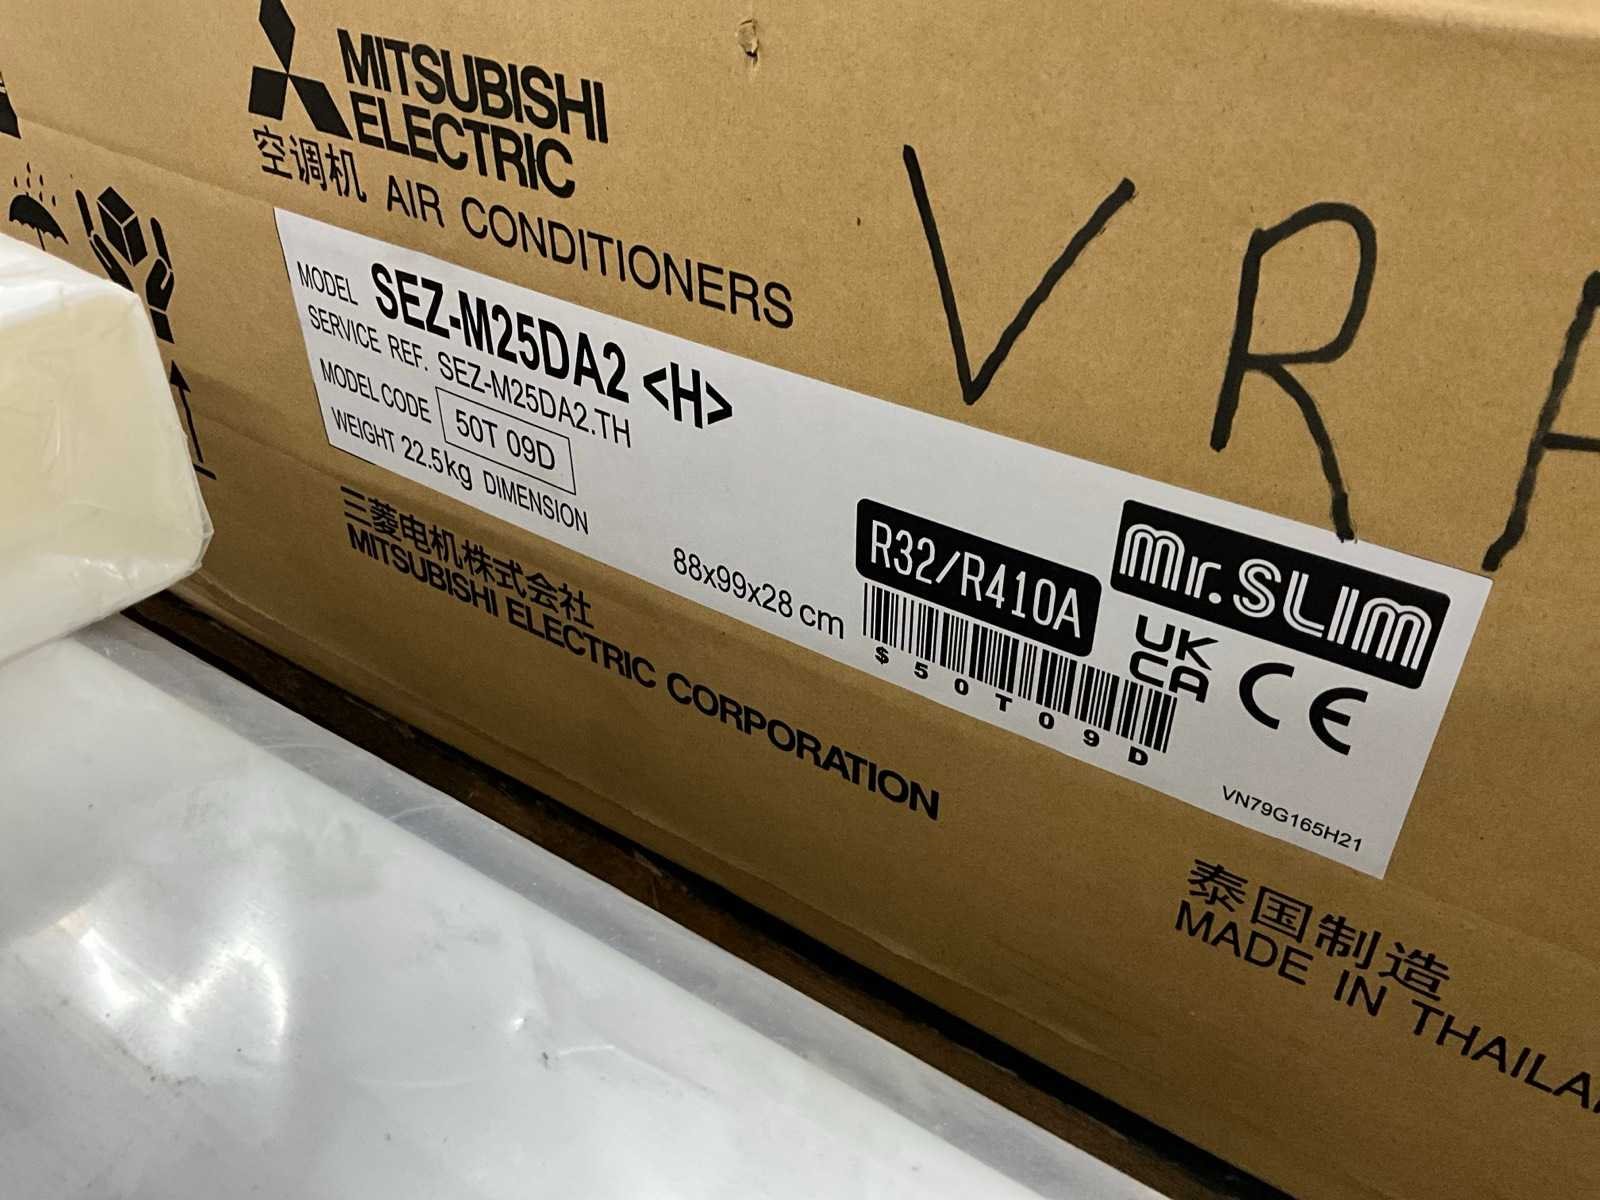 MITSUBISHI
ELECTRIC
空调机 AIR CONDITIONERS
MODEL SEZ-M25DA2 <H>
SERVICE REF. SEZ-M25DA2.TH
MODEL CODE 50T 09D
WEIGHT 22.5kg DIMENSION
88x99x28 cm
R32/R410A
Mr.SLIM
$50T09D
UK
CA
CE
VN79G165H21
三菱电机株式会社
MITSUBISHI ELECTRIC CORPORATION
泰国制造
MADE IN THAILA
VR